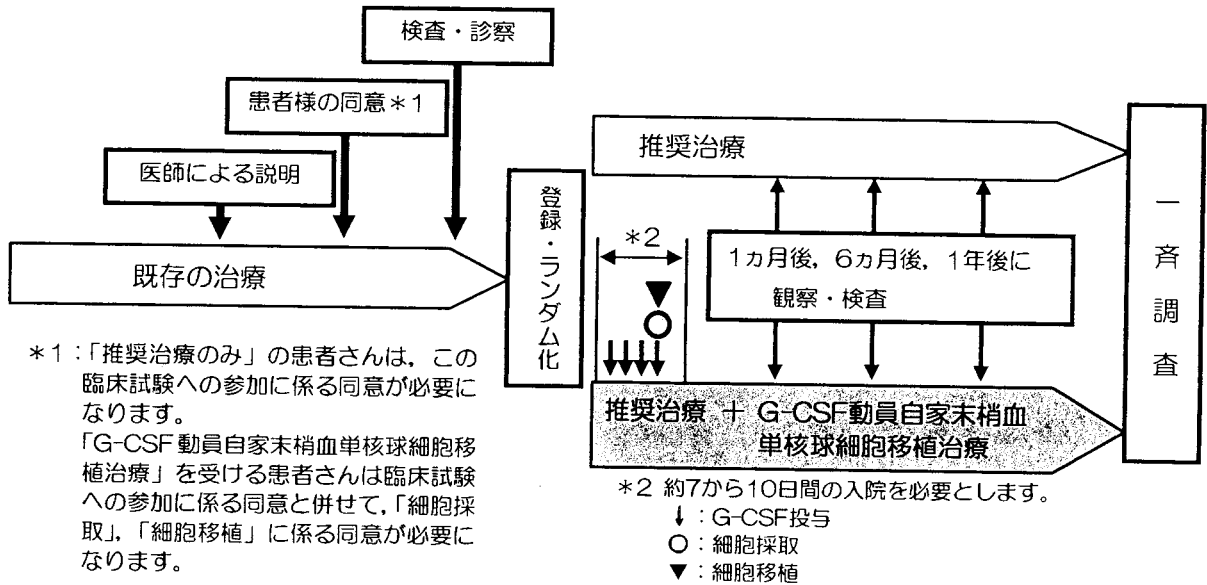 検査・診察
患者様の同意*1
医師による説明
既存の治療
登録・ランダム化
推奨治療
*2
1ヵ月後, 6ヵ月後, 1年後に
観察・検査
推奨治療 + G-CSF動員自家末梢血
単核球細胞移植治療
一斉調査
*1:「推奨治療のみ」の患者さんは, この
臨床試験への参加に係る同意が必要に
なります。
「G-CSF動員自家末梢血単核球細胞移
植治療」を受ける患者さんは臨床試験
への参加に係る同意と併せて,「細胞採
取」,「細胞移植」に係る同意が必要に
なります。
*2 約7から10日間の入院を必要とします。
↓:G-CSF投与
○:細胞採取
▼:細胞移植